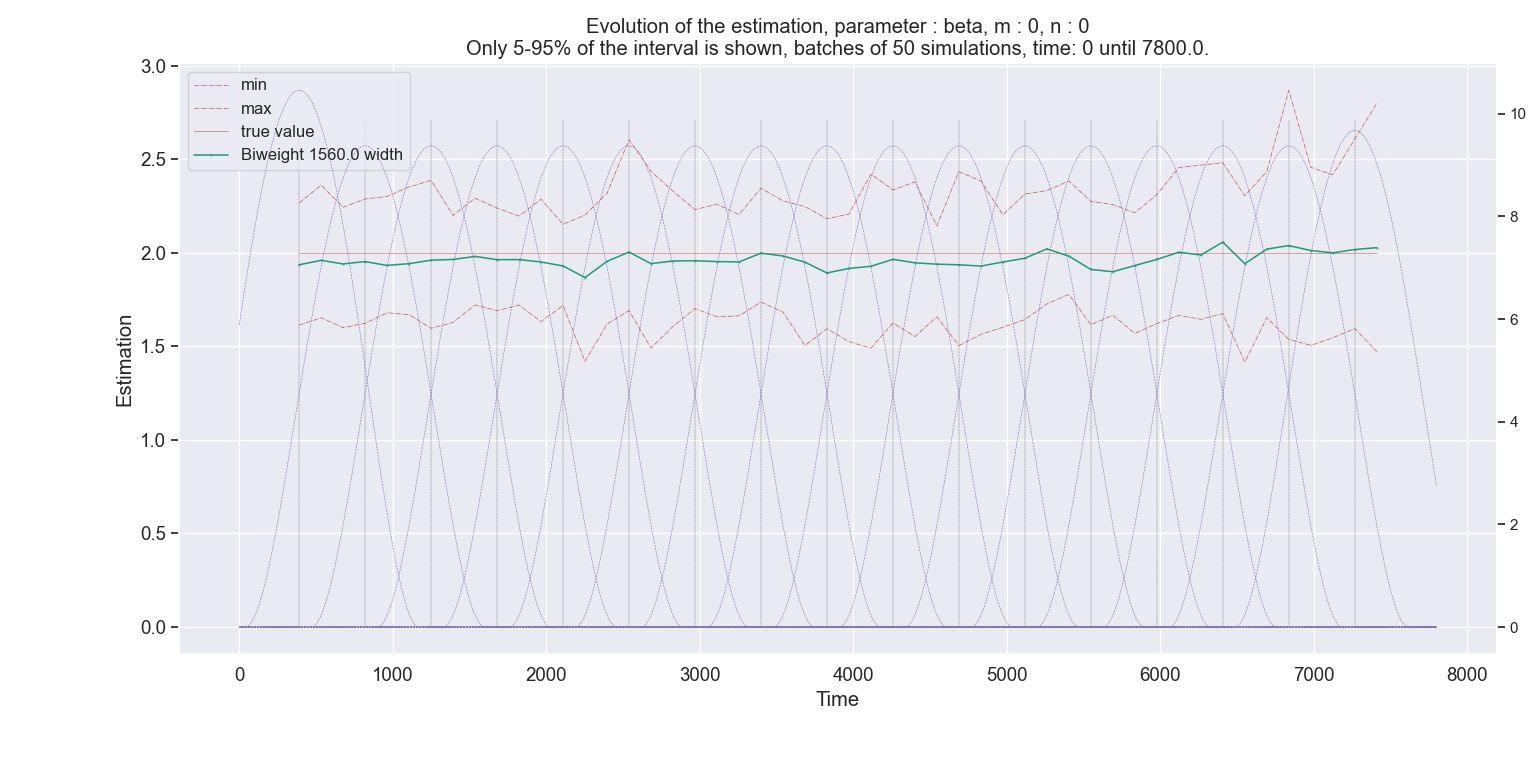 Evolution of the estimation, parameter : beta, m : 0, n : 0
Only 5-95% of the interval is shown, batches of 50 simulations, time: 0 until 7800.0.
min
max
true value
Biweight 1560.0 width
Estimation
3.0
2.5
2.0
1.5
1.0
0.5
0.0
10
8
6
4
2
0
0 1000 2000 3000 4000 5000 6000 7000 8000
Time